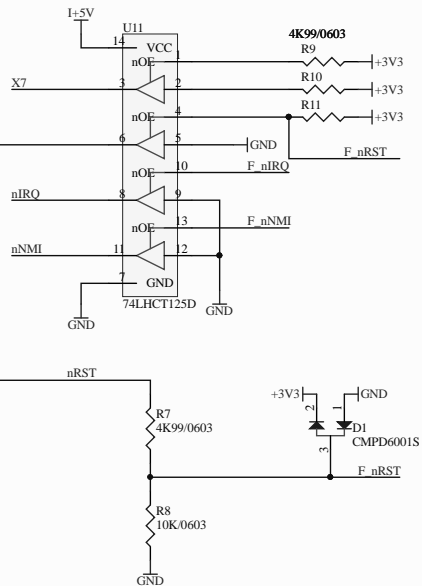 I+5V
U11
14
VCC
4K99/0603
nOE
1
R9
+3V3
X7
3
2
R10
+3V3
nOE
4
R11
+3V3
6
5
GND
F_nRST
nOE
10
F_nIRQ
nIRQ
8
9
nOE
13
F_nNMI
nNMI
11
12
7
GND
GND
74LHCT125D
GND
nRST
+3V3
GND
2
1
R7
4K99/0603
D1
CMPD6001S
3
F_nRST
R8
10K/0603
GND